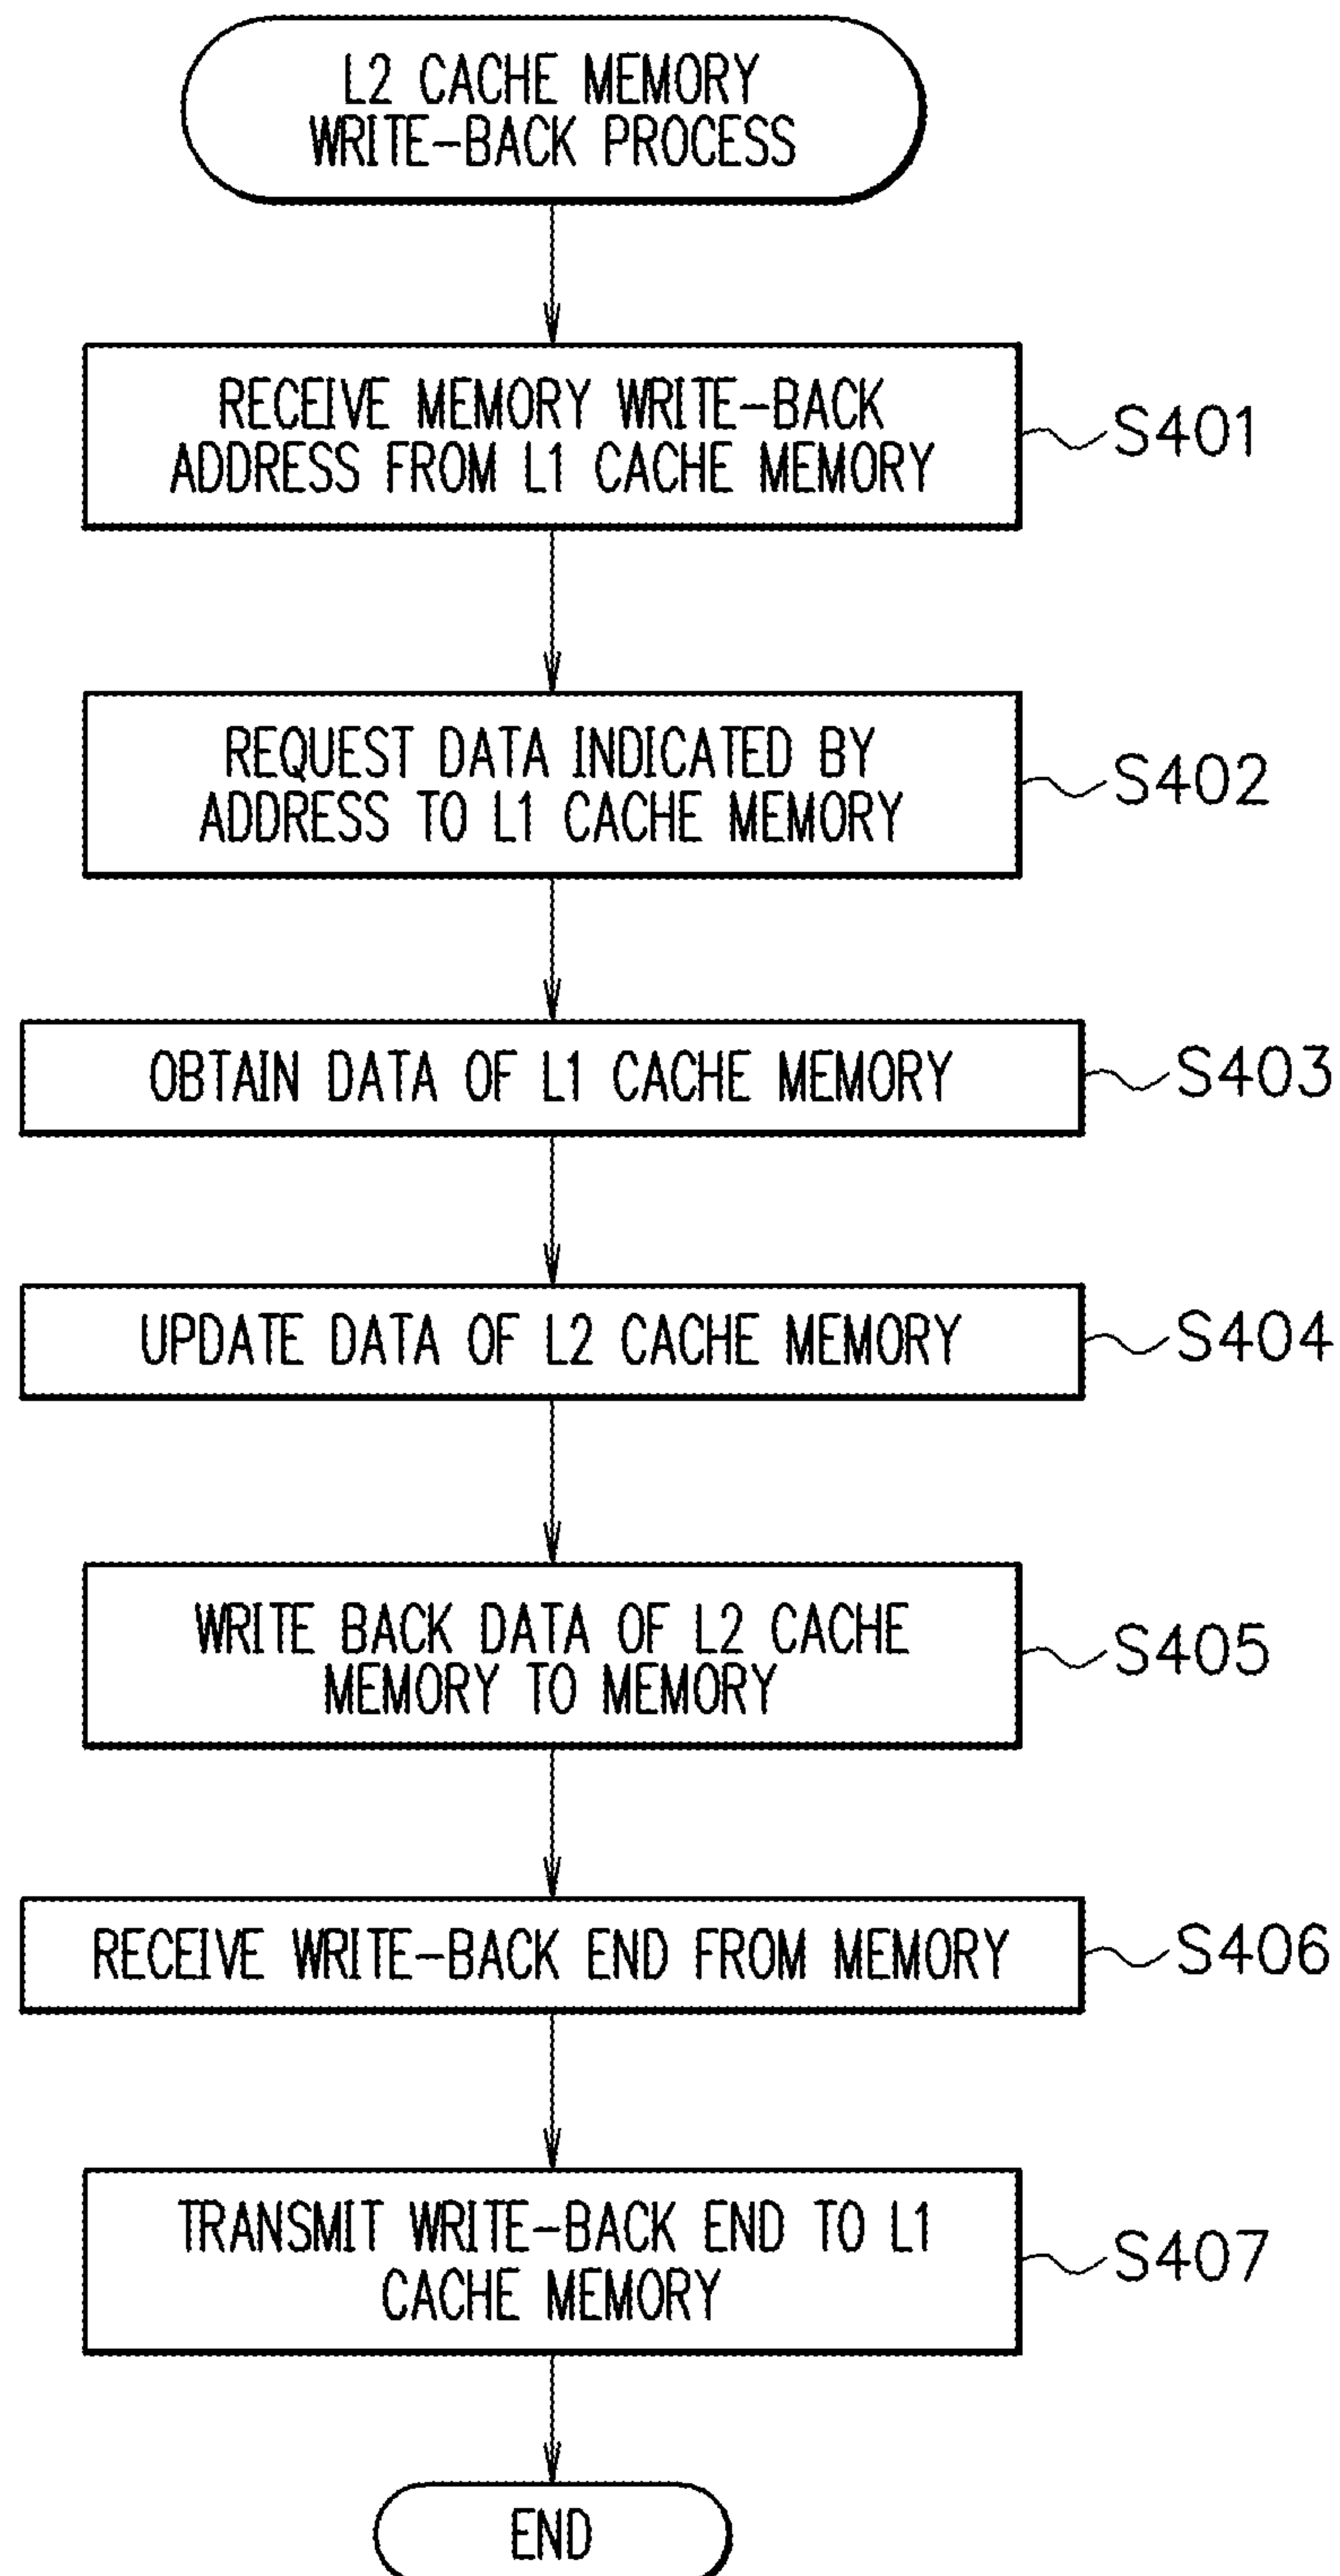 L2 CACHE MEMORY
WRITE-BACK PROCESS
RECEIVE MEMORY WRITE-BACK
ADDRESS FROM L1 CACHE MEMORY
S401
REQUEST DATA INDICATED BY
ADDRESS TO L1 CACHE MEMORY
S402
OBTAIN DATA OF L1 CACHE MEMORY
S403
UPDATE DATA OF L2 CACHE MEMORY
S404
WRITE BACK DATA OF L2 CACHE
MEMORY TO MEMORY
S405
RECEIVE WRITE-BACK END FROM MEMORY
S406
TRANSMIT WRITE-BACK END TO L1
CACHE MEMORY
S407
END